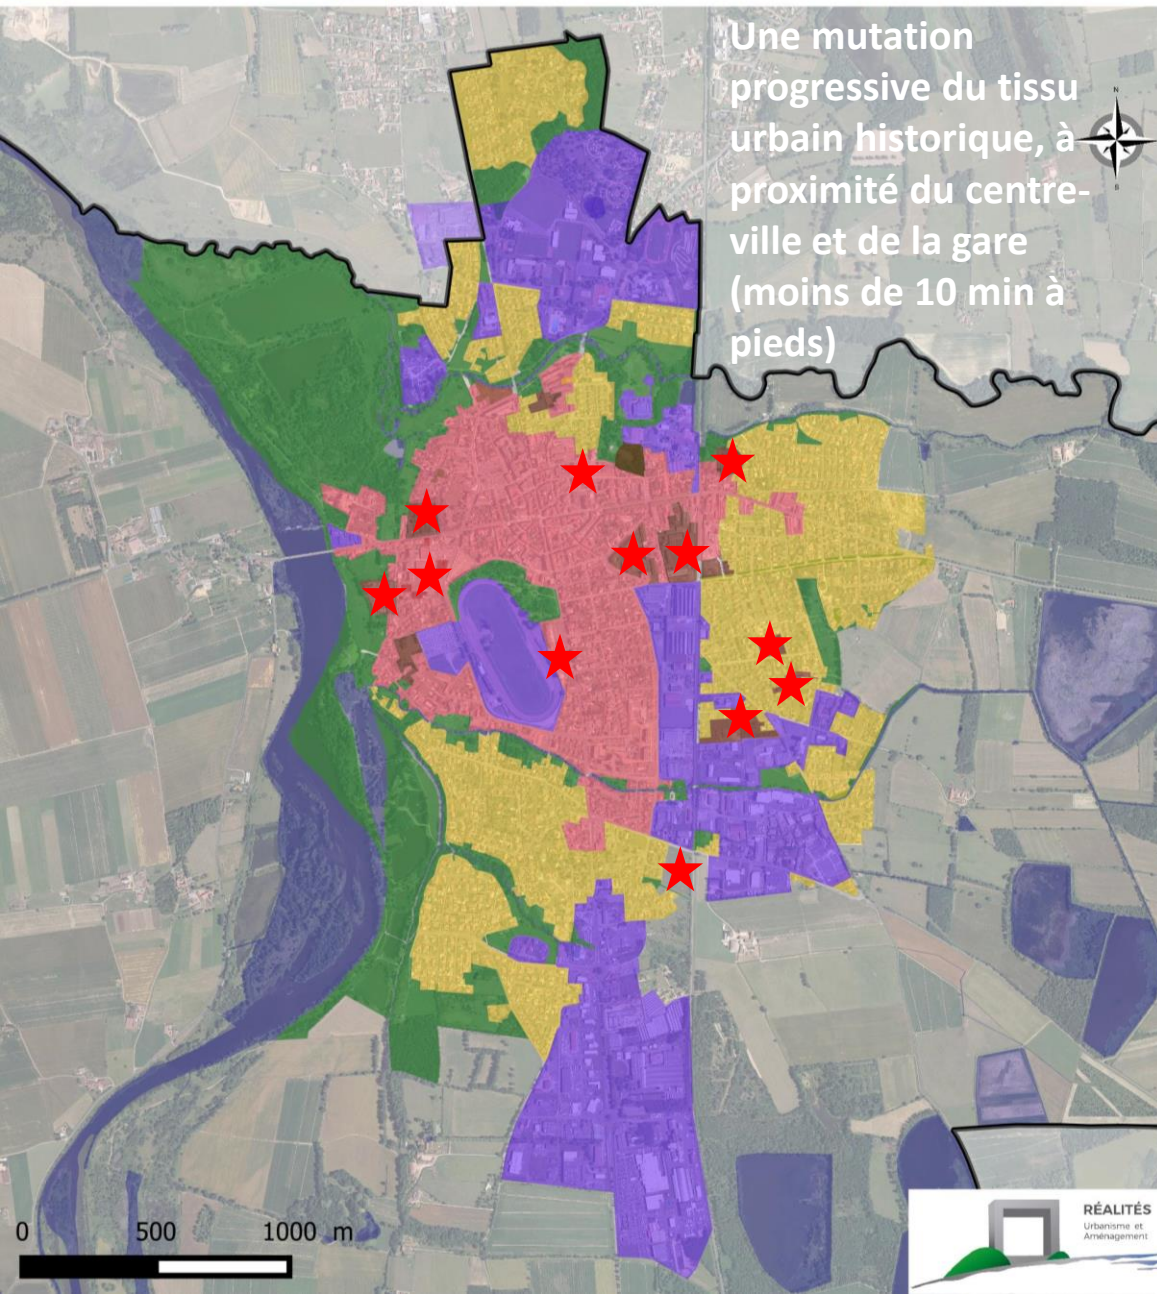 Une mutation
progressive du tissu
urbain historique, à
proximité du centre-
ville et de la gare
(moins de 10 min à
pieds)
N
S
0 500 1000 m
RÉALITÉS
Urbanisme et
Aménagement